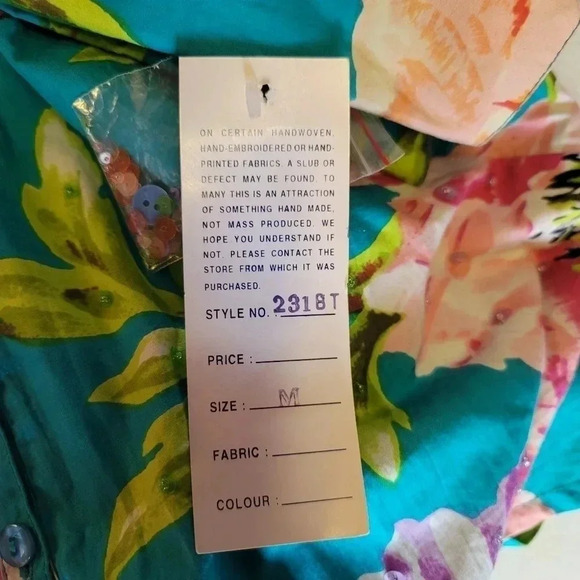 ON CERTAIN HANDWOVEN,
HAND-EMBROIDERED OR HAND-
PRINTED FABRICS, A SLUB OR
DEFECT MAY BE FOUND. TO
MANY THIS IS AN ATTRACTION
OF SOMETHING HAND MADE,
NOT MASS PRODUCED. WE
HOPE YOU UNDERSTAND IF
NOT. PLEASE CONTACT THE
STORE FROM WHICH IT WAS
PURCHASED.
STYLE NO. : 2318T
PRICE :
SIZE : M
FABRIC :
COLOUR :